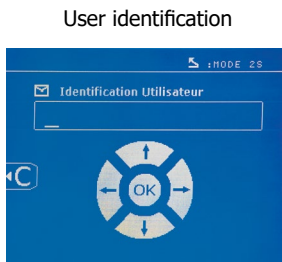 User identification
:MODE 2S
Identification Utilisateur
C
OK